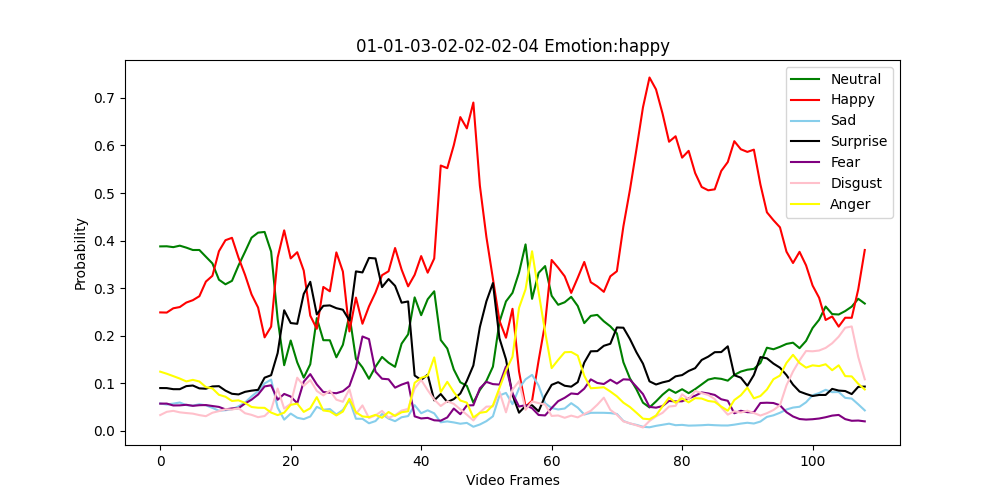 01-01-03-02-02-02-04 Emotion:happy
Probability
0.7
0.6
0.5
0.4
0.3
0.2
0.1
0.0
Neutral
Happy
Sad
Surprise
Fear
Disgust
Anger
0 20 40 60 80 100
Video Frames